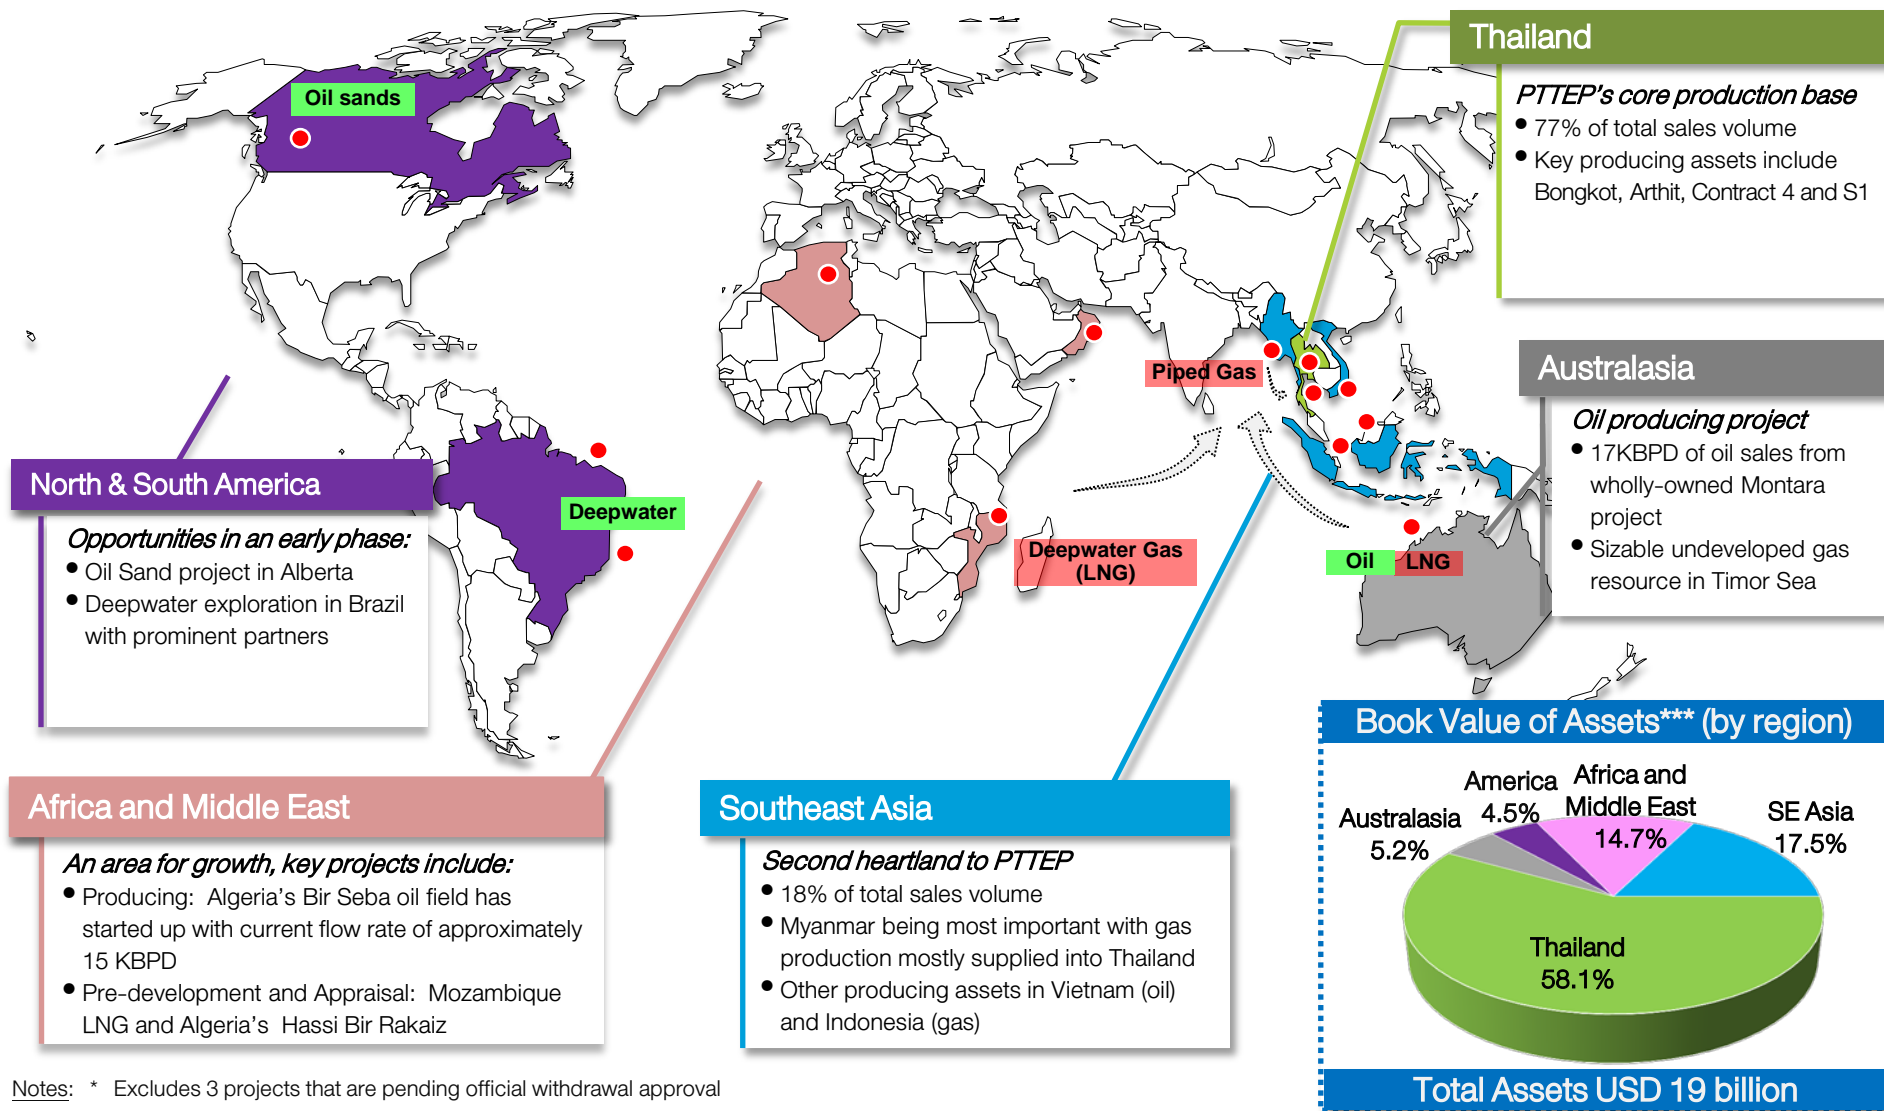 Thailand
PTTEP's core production base
• 77% of total sales volume
• Key producing assets include
Bongkot, Arthit, Contract 4 and S1
Oil sands
Piped Gas
Australasia
Oil producing project
• 17KBPD of oil sales from
wholly-owned Montara
project
• Sizable undeveloped gas
resource in Timor Sea
North & South America
Opportunities in an early phase:
• Oil Sand project in Alberta
• Deepwater exploration in Brazil
with prominent partners
Deepwater
Deepwater Gas
(LNG)
Oil LNG
Africa and Middle East
An area for growth, key projects include:
• Producing: Algeria's Bir Seba oil field has
started up with current flow rate of approximately
15 KBPD
• Pre-development and Appraisal: Mozambique
LNG and Algeria's Hassi Bir Rakaiz
Southeast Asia
Second heartland to PTTEP
• 18% of total sales volume
• Myanmar being most important with gas
production mostly supplied into Thailand
• Other producing assets in Vietnam (oil)
and Indonesia (gas)
Book Value of Assets*** (by region)
Australasia
5.2%
America
4.5%
Africa and
Middle East
14.7%
SE Asia
17.5%
Thailand
58.1%
Total Assets USD 19 billion
Notes: * Excludes 3 projects that are pending official withdrawal approval